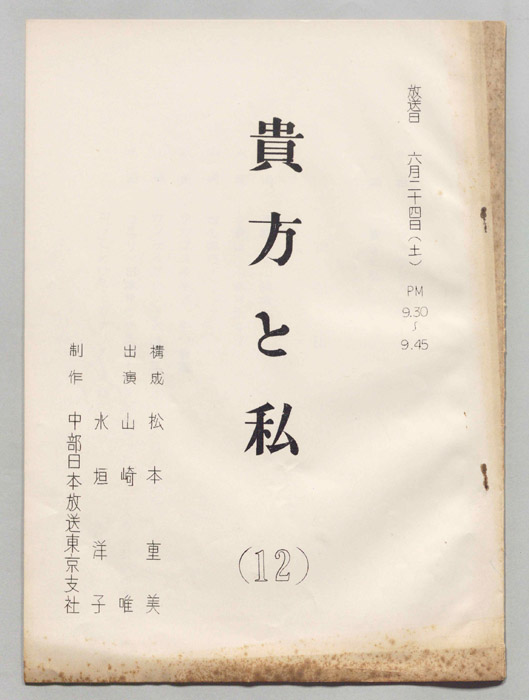 放送日 六月二十四日(土) PM 9.30~9.45
貴方と私 (12)
構成 松本重美
出演 山崎唯
水垣洋子
制作 中部日本放送東京支社